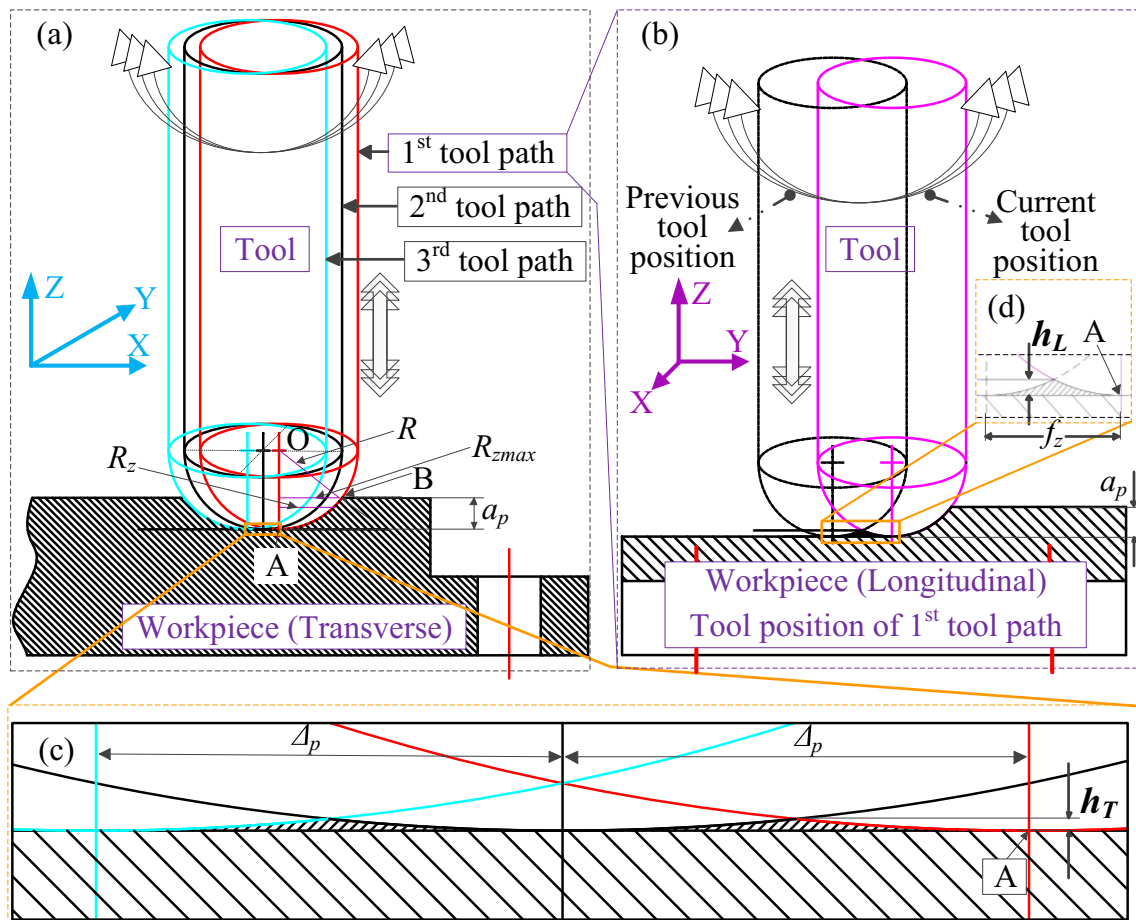 (a)
1st tool path
2nd tool path
3rd tool path
Tool
Z
Y
X
O
R
Rz
Rzmax
B
ap
A
Workpiece (Transverse)
(b)
Previous
tool
position
Tool
Current
tool
position
Z
Y
X
(d)
hL
A
fz
ap
Workpiece (Longitudinal)
Tool position of 1st tool path
(c)
Δp
Δp
hT
A